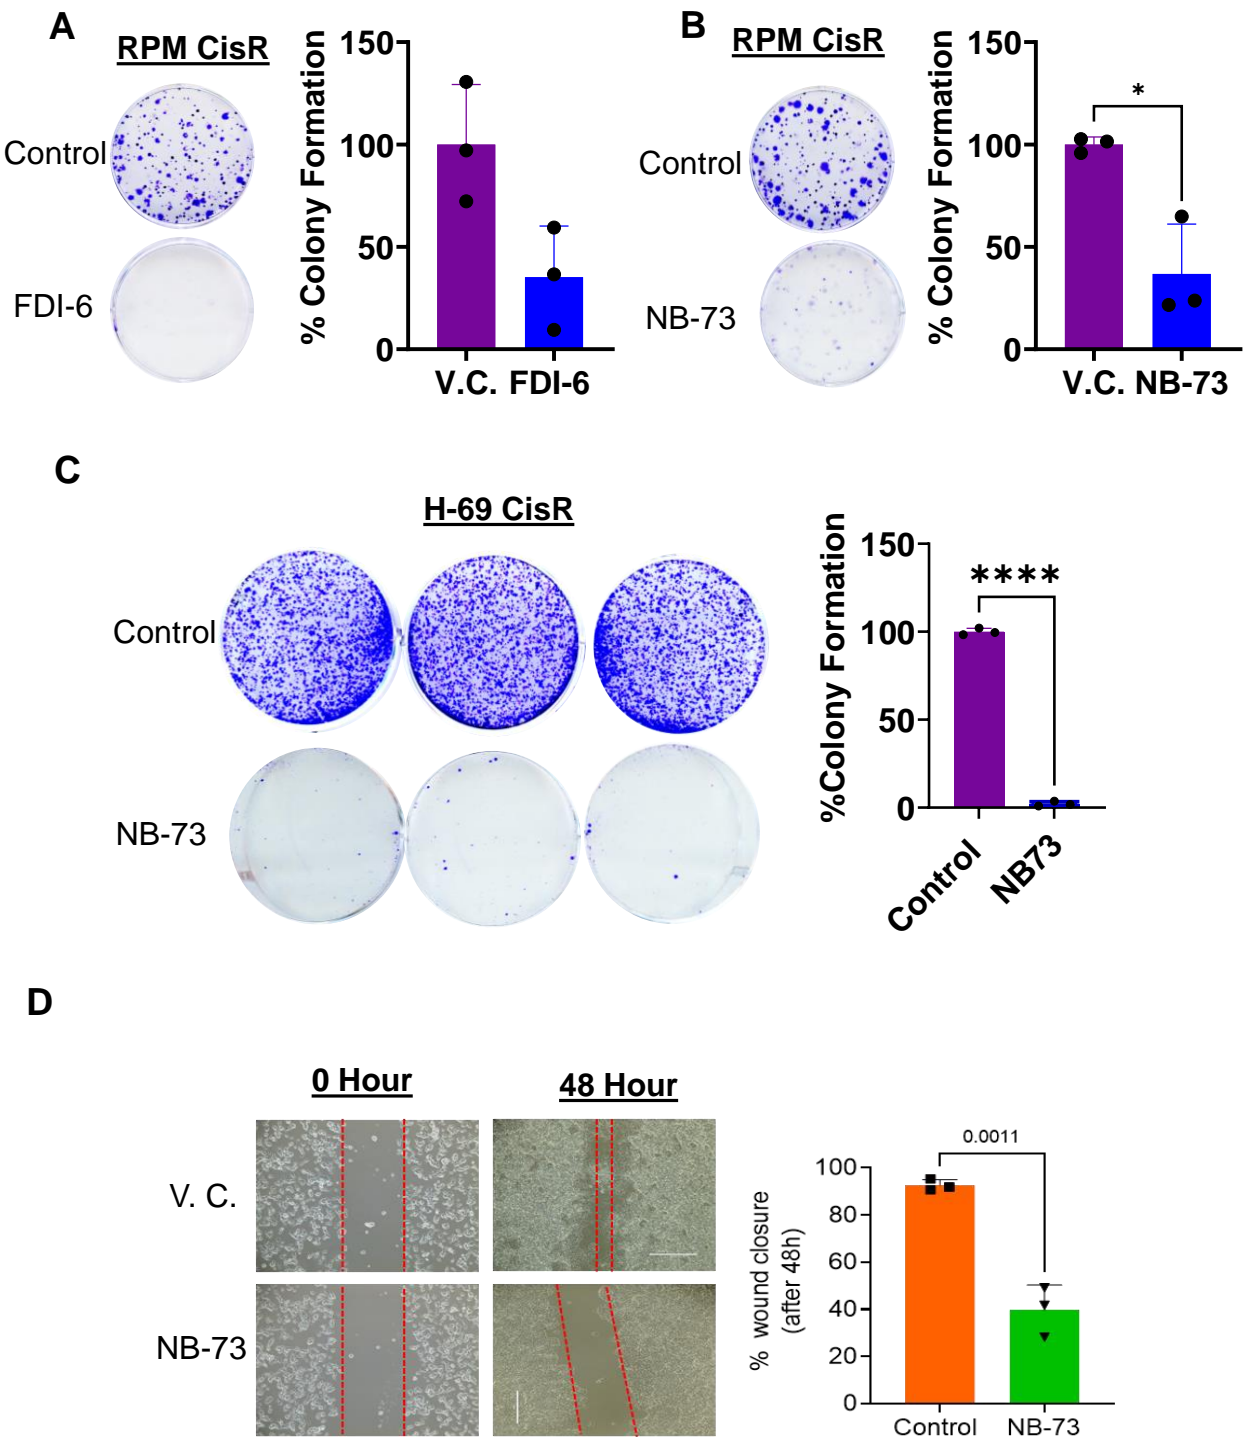 A
RPM CisR
Control
FDI-6
% Colony Formation
150
100
50
0
V.C. FDI-6
B
RPM CisR
Control
NB-73
% Colony Formation
150
100
50
0
*
V.C. NB-73
C
H-69 CisR
Control
NB-73
%Colony Formation
150
100
50
0
****
Control
NB73
D
0 Hour
48 Hour
V. C.
NB-73
% wound closure
(after 48h)
100
80
60
40
20
0
0.0011
Control
NB-73